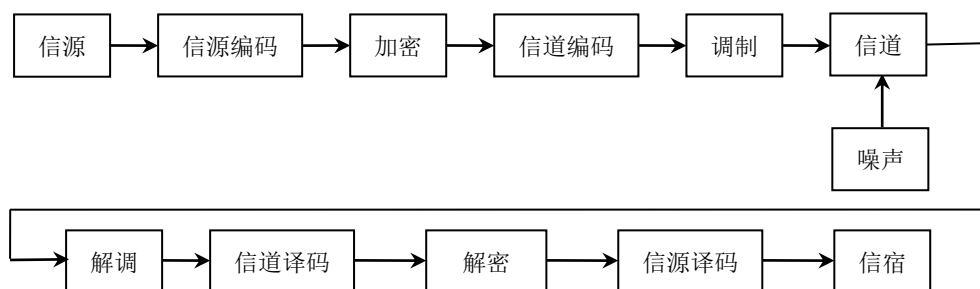 信源 信源编码 加密 信道编码 调制 信道
噪声
解调 信道译码 解密 信源译码 信宿